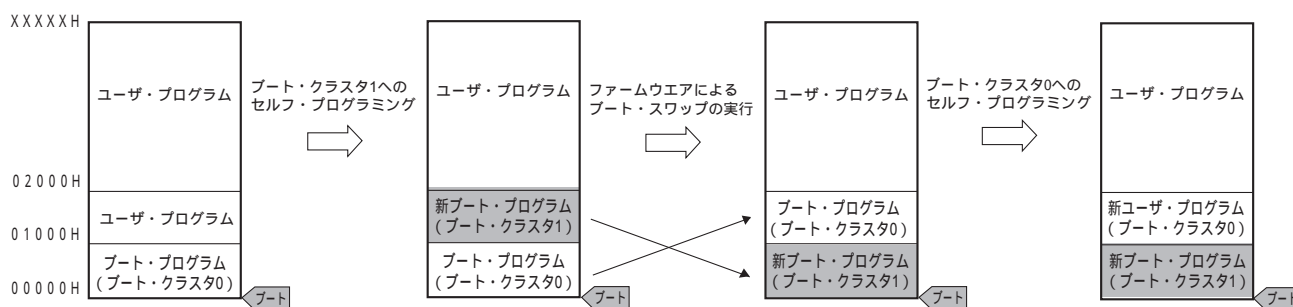 XXXXXH
02000H
01000H
00000H
ユーザ・プログラム
ユーザ・プログラム
ブート・プログラム
(ブート・クラスタ0)
ブート
ブート・クラスタ1への
セルフ・プログラミング
ユーザ・プログラム
新ブート・プログラム
(ブート・クラスタ1)
ブート・プログラム
(ブート・クラスタ0)
ブート
ファームウエアによる
ブート・スワップの実行
ユーザ・プログラム
ブート・プログラム
(ブート・クラスタ0)
新ブート・プログラム
(ブート・クラスタ1)
ブート
ブート・クラスタ0への
セルフ・プログラミング
ユーザ・プログラム
新ユーザ・プログラム
(ブート・クラスタ0)
新ブート・プログラム
(ブート・クラスタ1)
ブート